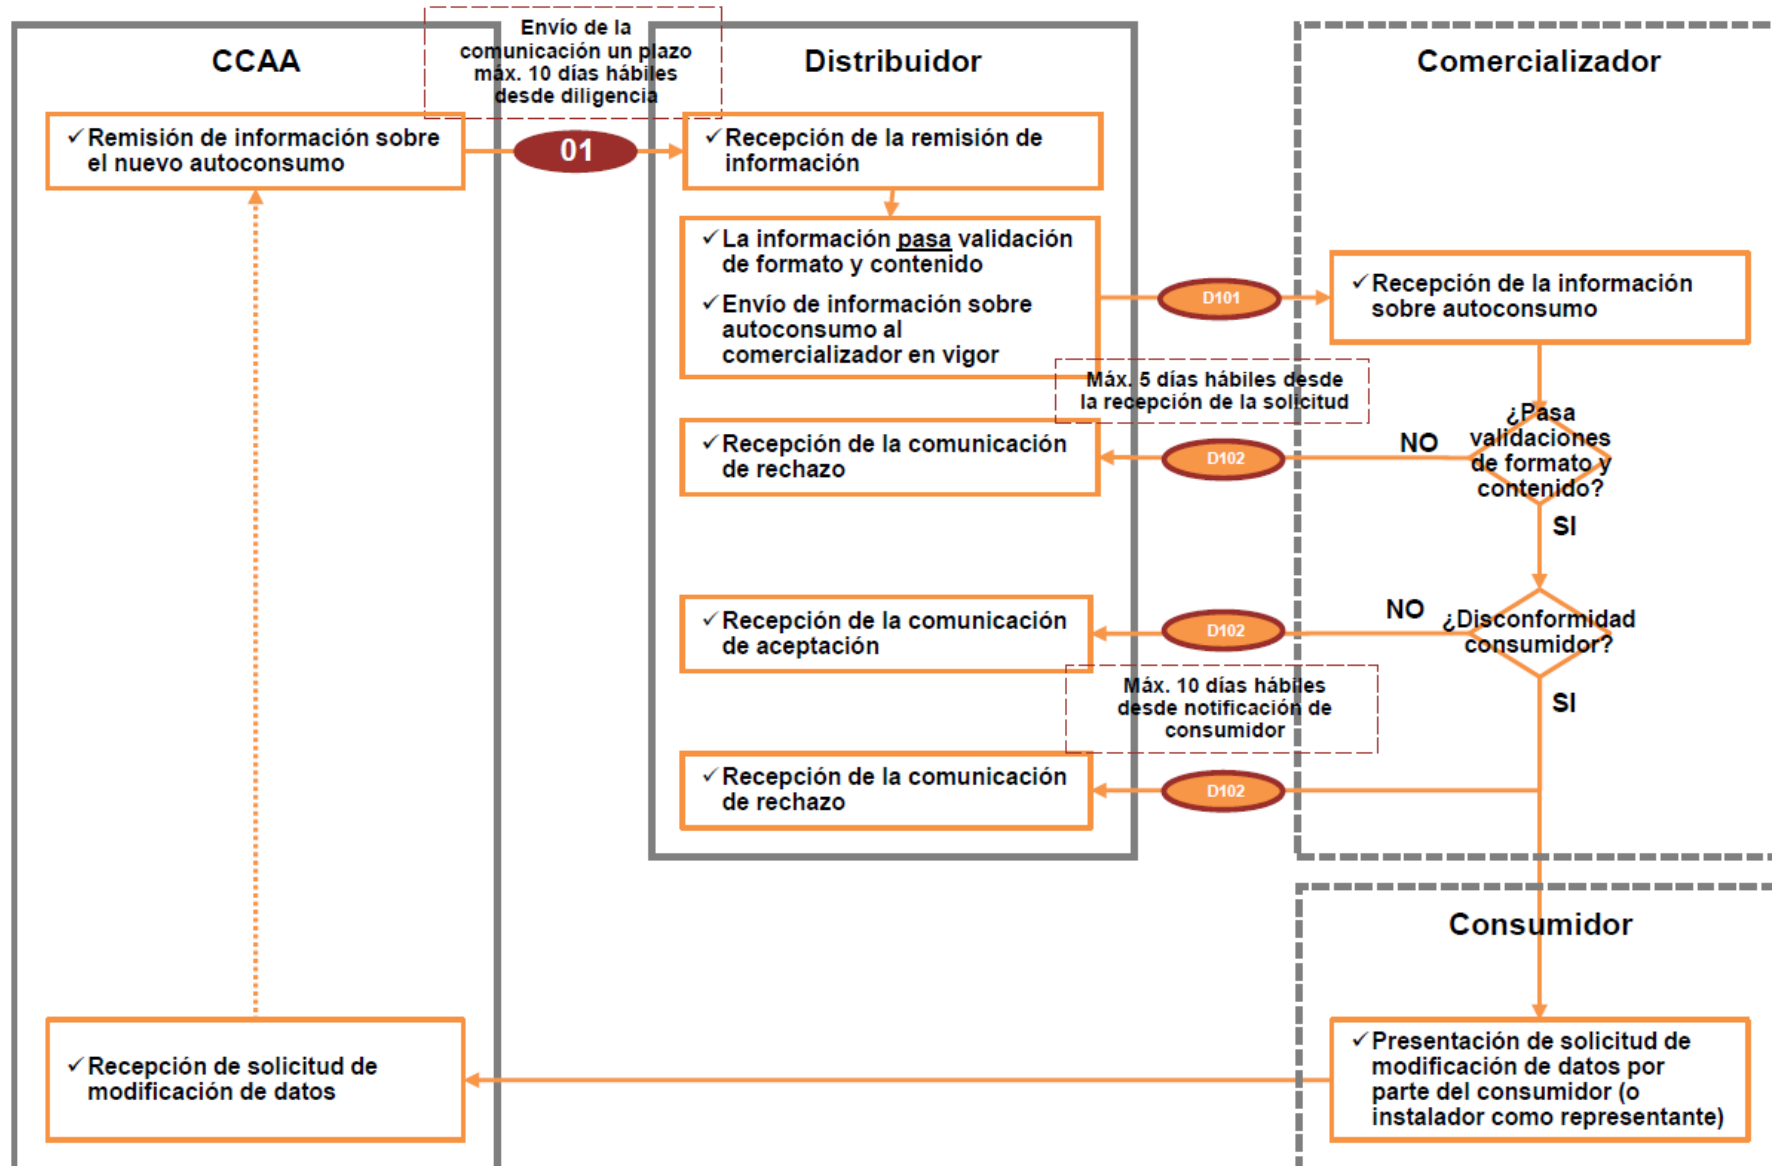 CCAA
✓ Remisión de información sobre
el nuevo autoconsumo
Envío de la
comunicación un plazo
máx. 10 días hábiles
desde diligencia
01
Distribuidor
✓ Recepción de la remisión de
información
✓ La información pasa validación
de formato y contenido
✓ Envío de información sobre
autoconsumo al
comercializador en vigor
D101
Comercializador
✓ Recepción de la información
sobre autoconsumo
Máx. 5 días hábiles desde
la recepción de la solicitud
¿Pasa
validaciones
de formato y
contenido?
NO
D102
✓ Recepción de la comunicación
de rechazo
SI
¿Disconformidad
consumidor?
NO
D102
✓ Recepción de la comunicación
de aceptación
Máx. 10 días hábiles
desde notificación de
consumidor
SI
D102
✓ Recepción de la comunicación
de rechazo
Consumidor
✓ Presentación de solicitud de
modificación de datos por
parte del consumidor (o
instalador como representante)
✓ Recepción de solicitud de
modificación de datos